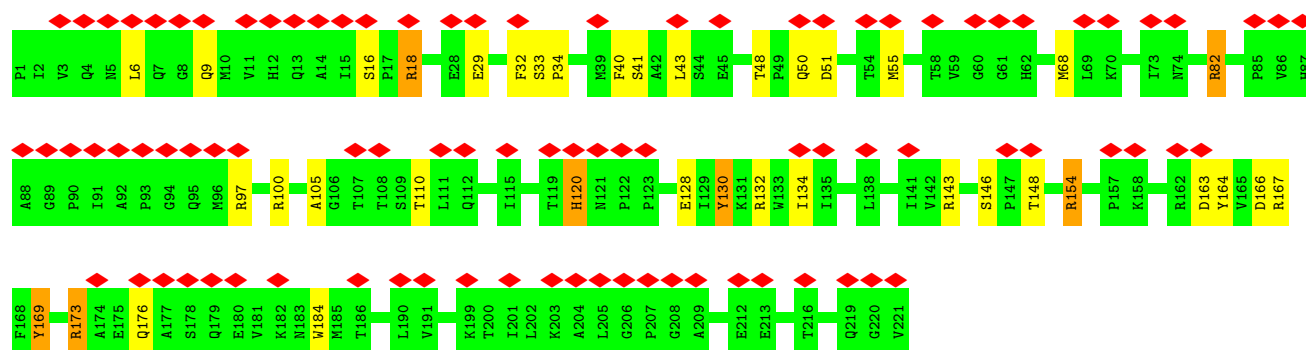 P1 I2 V3 Q4 N5 L6 Q7 G8 Q9 M10 V11 H12 Q13 A14 I15 S16 P17 R18 E28 E29 F32 S33 P34 M39 F40 S41 A42 L43 S44 E45 T48 P49 Q50 D51 T54 M55 T58 V59 G60 G61 H62 M68 L69 K70 I73 N74 R82 P85 V86 H87
A88 G89 P90 I91 A92 P93 G94 Q95 M96 R97 R100 A105 G106 T107 T108 S109 T110 L111 Q112 I115 T119 H120 N121 P122 P123 E128 I129 Y130 K131 R132 W133 I134 I135 L138 I141 V142 R143 S146 P147 T148 R154 P157 K158 R162 D163 Y164 V165 D166 R167
F168 Y169 R173 A174 E175 Q176 A177 S178 Q179 E180 V181 K182 N183 W184 M185 T186 L190 V191 K199 T200 I201 L202 K203 A204 L205 G206 P207 G208 A209 E212 E213 T216 Q219 G220 V221